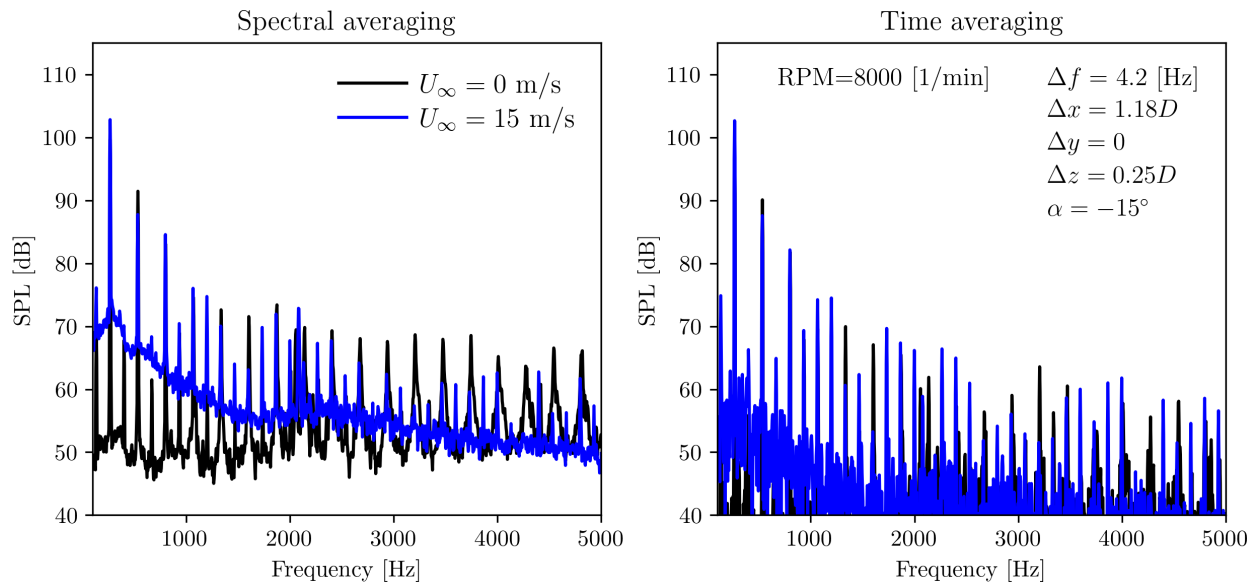 Spectral averaging
SPL [dB]
110
100
90
80
70
60
50
40
U∞ = 0 m/s
U∞ = 15 m/s
1000 2000 3000 4000 5000
Frequency [Hz]
Time averaging
SPL [dB]
110
100
90
80
70
60
50
40
RPM=8000 [1/min]
Δf = 4.2 [Hz]
Δx = 1.18D
Δy = 0
Δz = 0.25D
α = −15°
1000 2000 3000 4000 5000
Frequency [Hz]